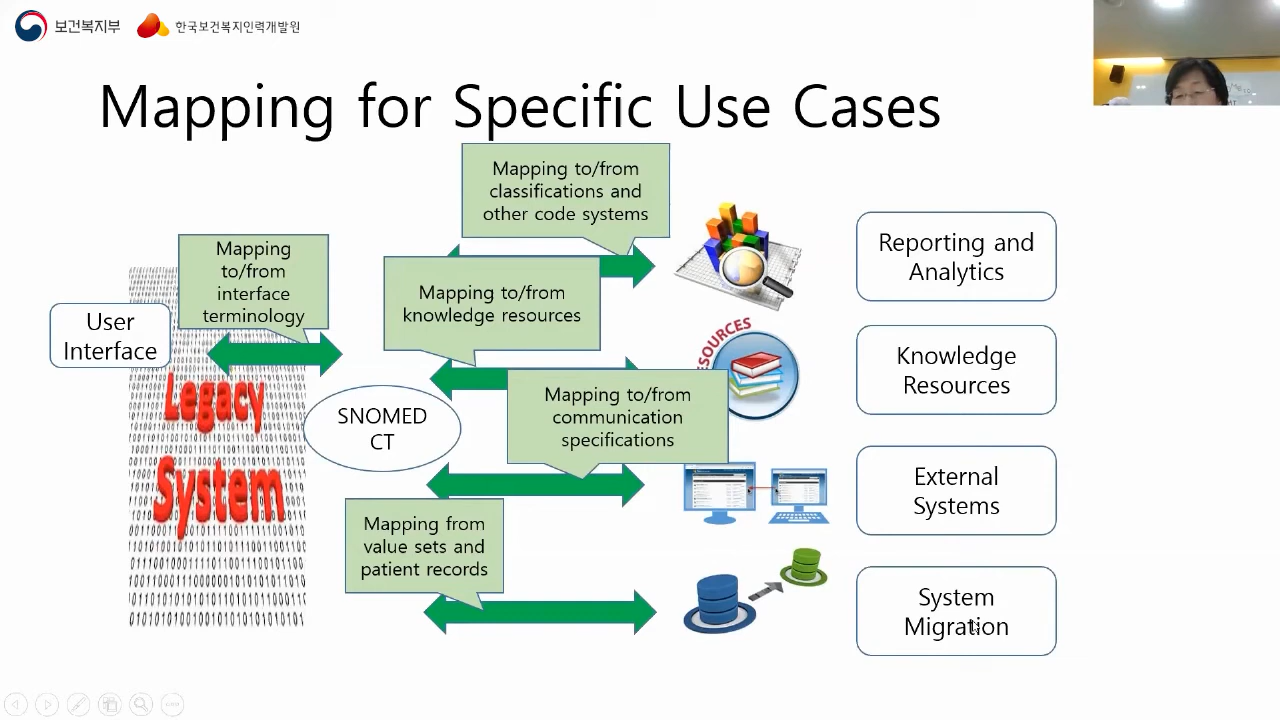 보건복지부
한국보건복지인력개발원
Mapping for Specific Use Cases
Mapping to/from
classifications and
other code systems
Mapping
to/from
interface
terminology
Mapping to/from
knowledge resources
User
Interface
Legacy
System
SNOMED
CT
Mapping to/from
communication
specifications
Mapping from
value sets and
patient records
Reporting and
Analytics
Knowledge
Resources
External
Systems
System
Migration